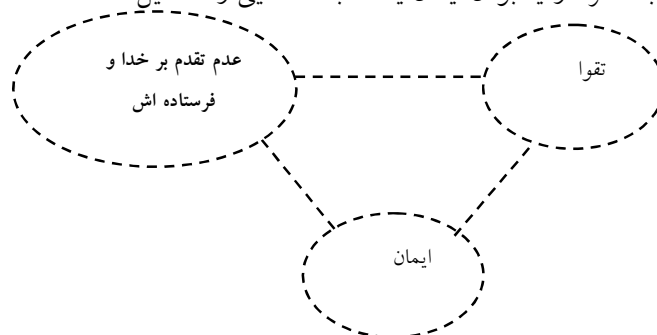 عدم تقدم بر خدا و
فرستاده اش
تقوا
ایمان